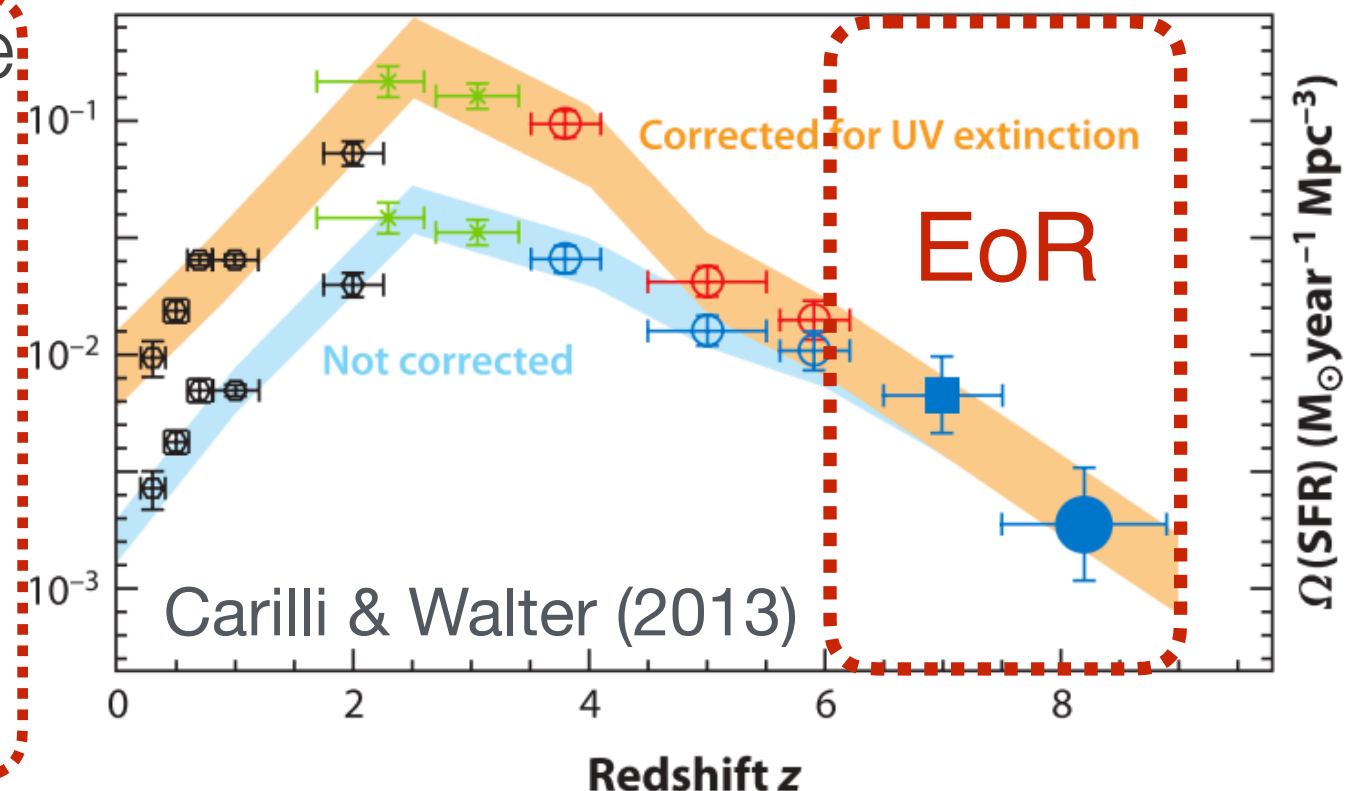 e
10⁻¹
10⁻²
10⁻³
Corrected for UV extinction
EoR
Not corrected
Carilli & Walter (2013)
0 2 4 6 8
Redshift z
Ω(SFR) (M⊙year⁻¹ Mpc⁻³)